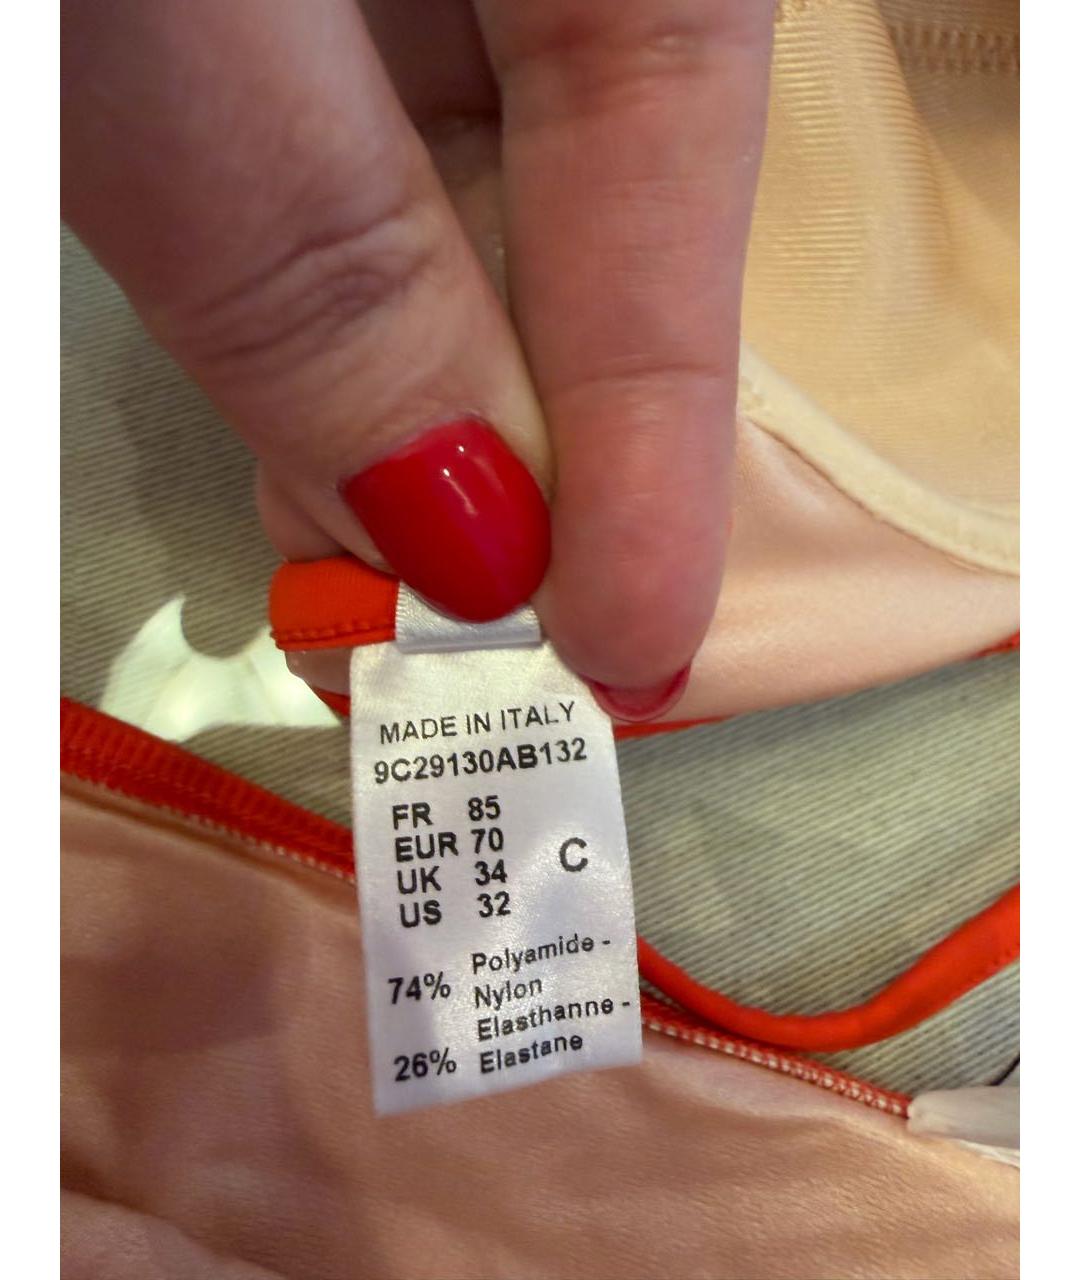 MADE IN ITALY
9C29130AB132
FR 85
EUR 70 C
UK 34
US 32
Polyamide -
74% Nylon
Elasthanne -
26% Elastane